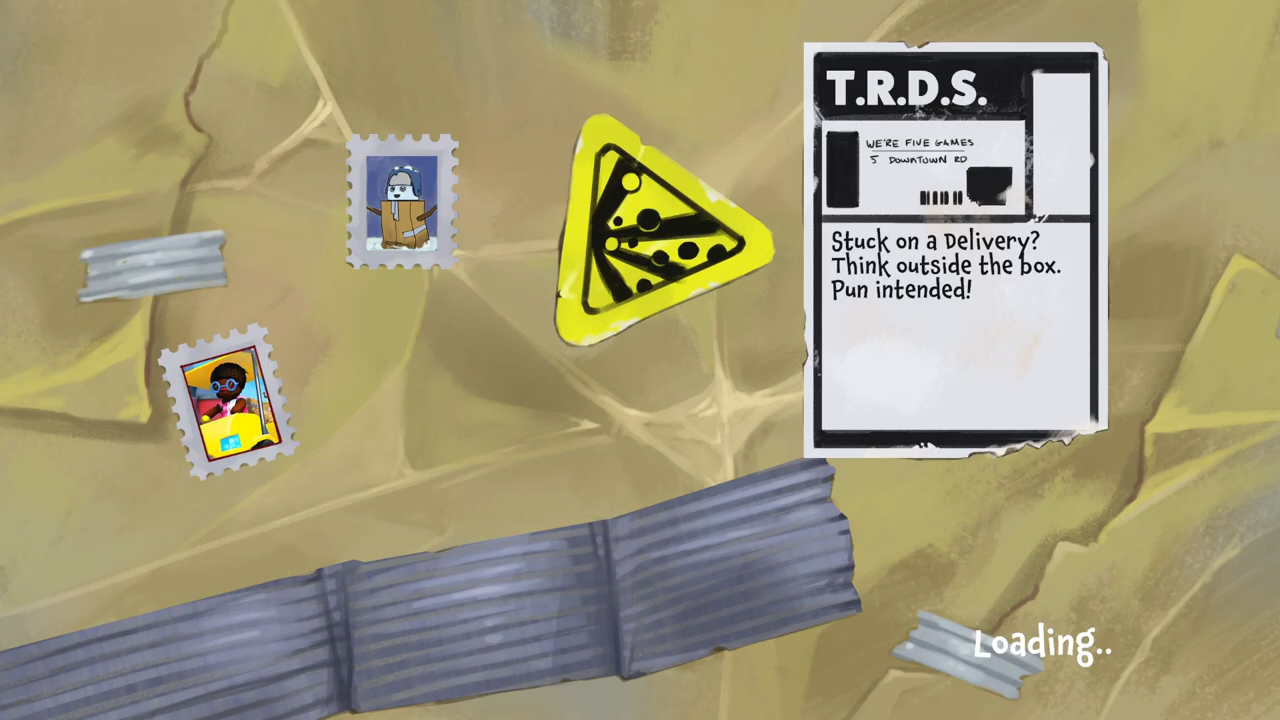 T.R.D.S.
WE'RE FIVE GAMES
5 DOWNTOWN RD
Stuck on a Delivery?
Think outside the box.
Pun intended!
Loading..